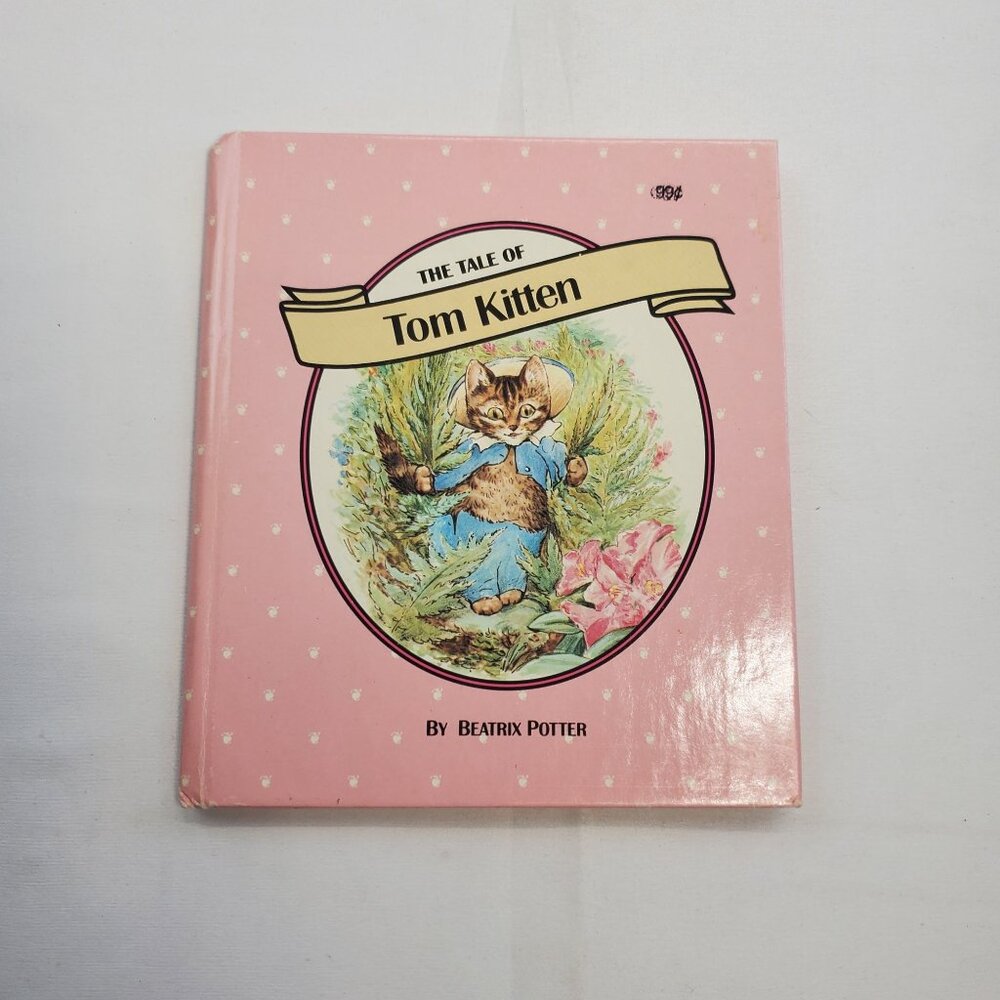 99¢
THE TALE OF
Tom Kitten
BY BEATRIX POTTER